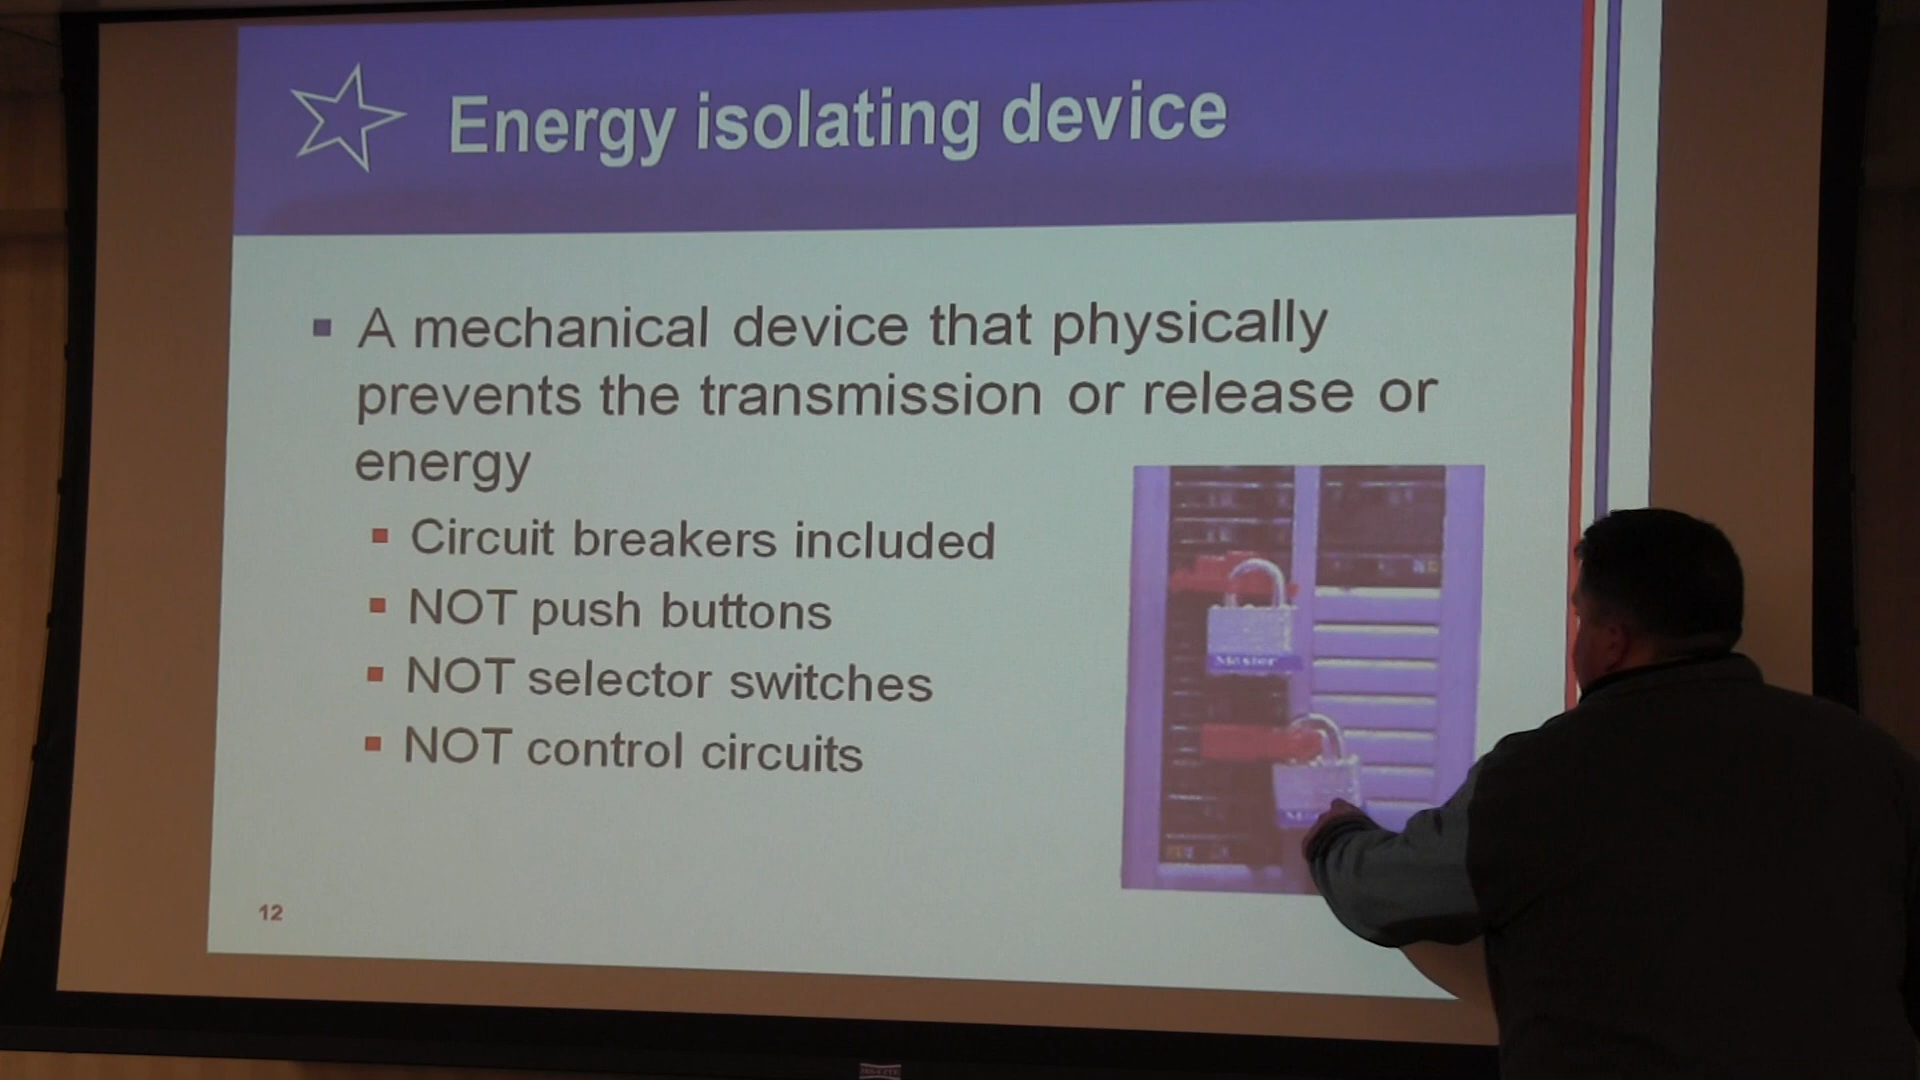 Energy isolating device
A mechanical device that physically
prevents the transmission or release or
energy
Circuit breakers included
NOT push buttons
NOT selector switches
NOT control circuits
Master
12